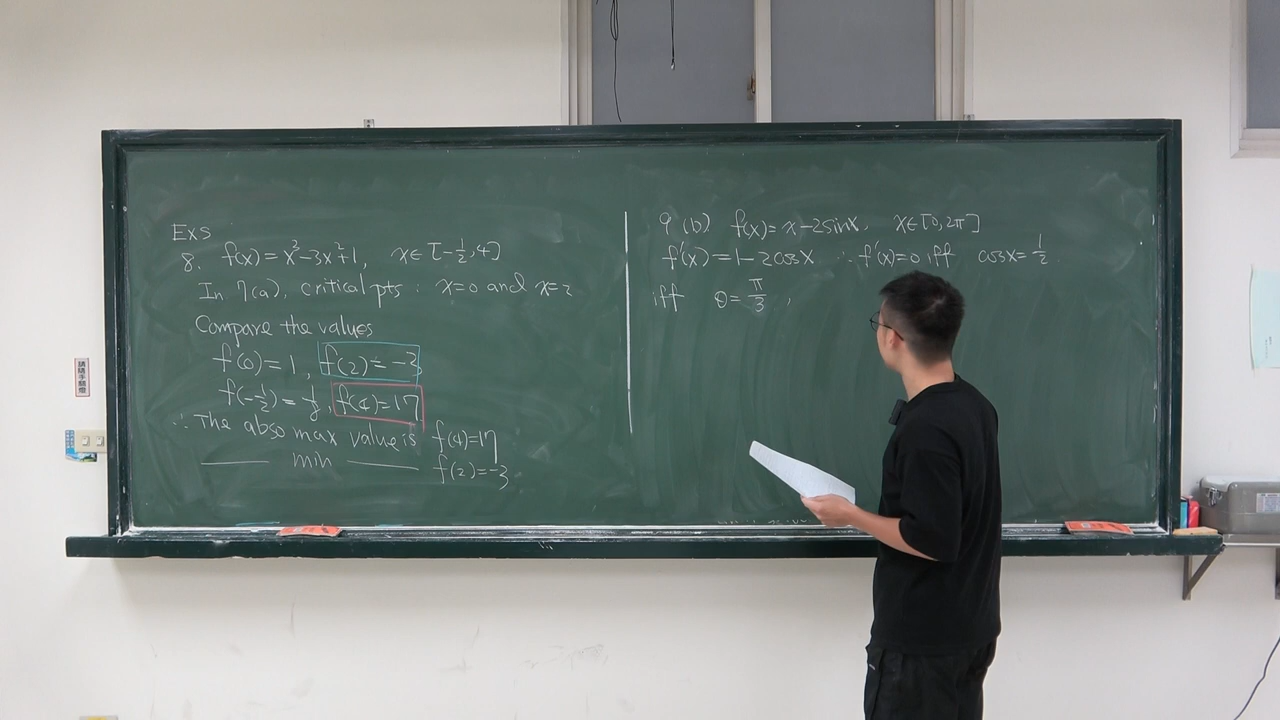 Exs
8. f(x) = x³-3x²+1, x∈[-1/2, 4]
In 7(a), critical pts : x=0 and x=2
Compare the values
f(0) = 1, f(2) = -3
f(-1/2) = 1/8, f(4)=17
∴ The abso max value is f(4)=17
—— min —— f(2)=-3
9 (b) f(x) = x-2sinx, x∈[0, 2π]
f'(x) = 1-2cosx ∴ f'(x)=0 iff cosx = 1/2.
iff θ = π/3,